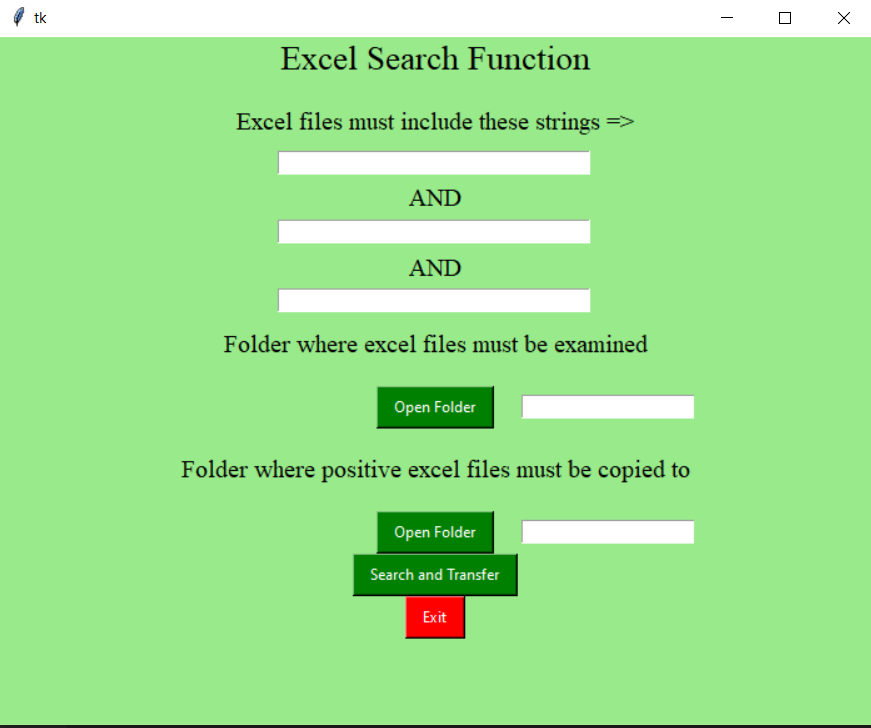 tk
Excel Search Function
Excel files must include these strings =>
AND
AND
Folder where excel files must be examined
Open Folder
Folder where positive excel files must be copied to
Open Folder
Search and Transfer
Exit